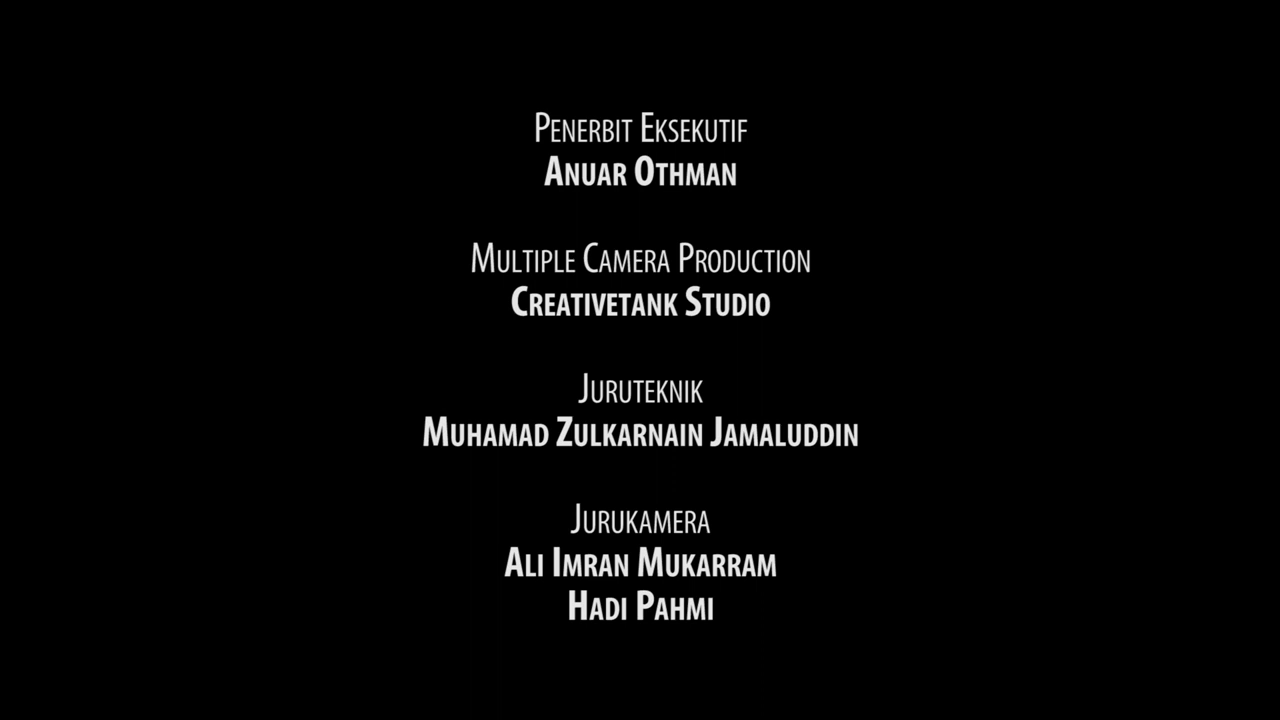 Penerbit Eksekutif
Anuar Othman
Multiple Camera Production
Creativetank Studio
Juruteknik
Muhamad Zulkarnain Jamaluddin
Jurukamera
Ali Imran Mukarram
Hadi Pahmi